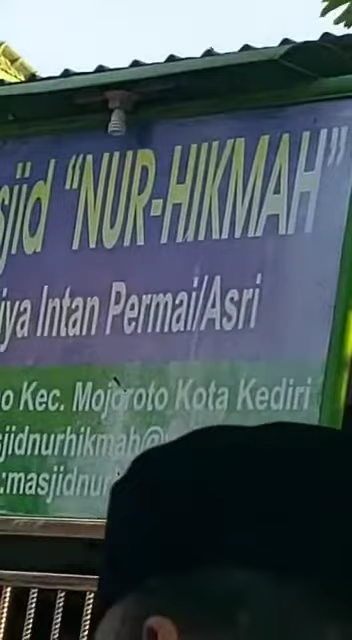 sjid "NUR-HIKMAH"
iya Intan Permai/Asri
o Kec. Mojoroto Kota Kediri
sjidnurhikmah@
:masjidnur